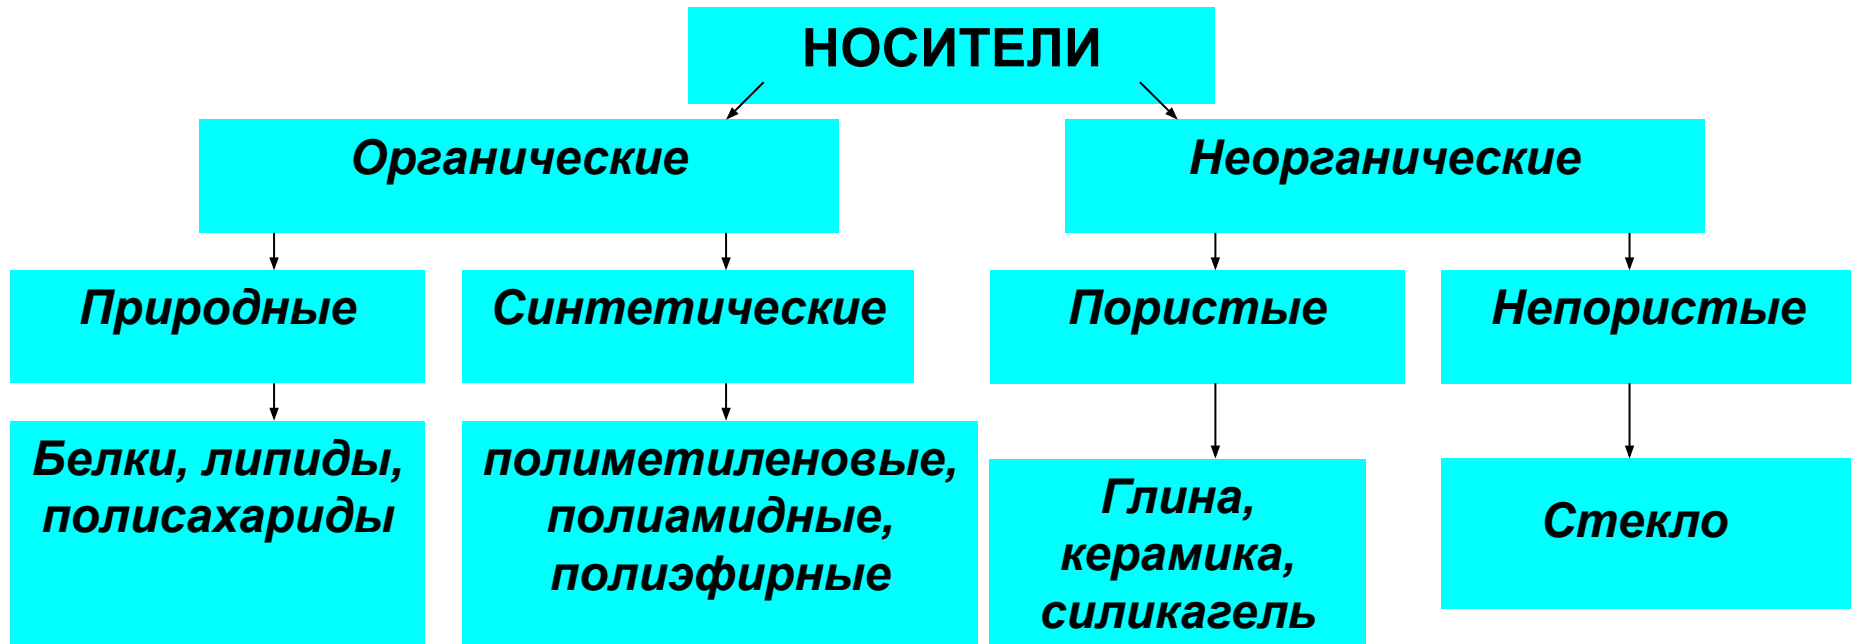 НОСИТЕЛИ
Органические
Неорганические
Природные
Синтетические
Пористые
Непористые
Белки, липиды,
полисахариды
полиметиленовые,
полиамидные,
полиэфирные
Глина,
керамика,
силикагель
Стекло